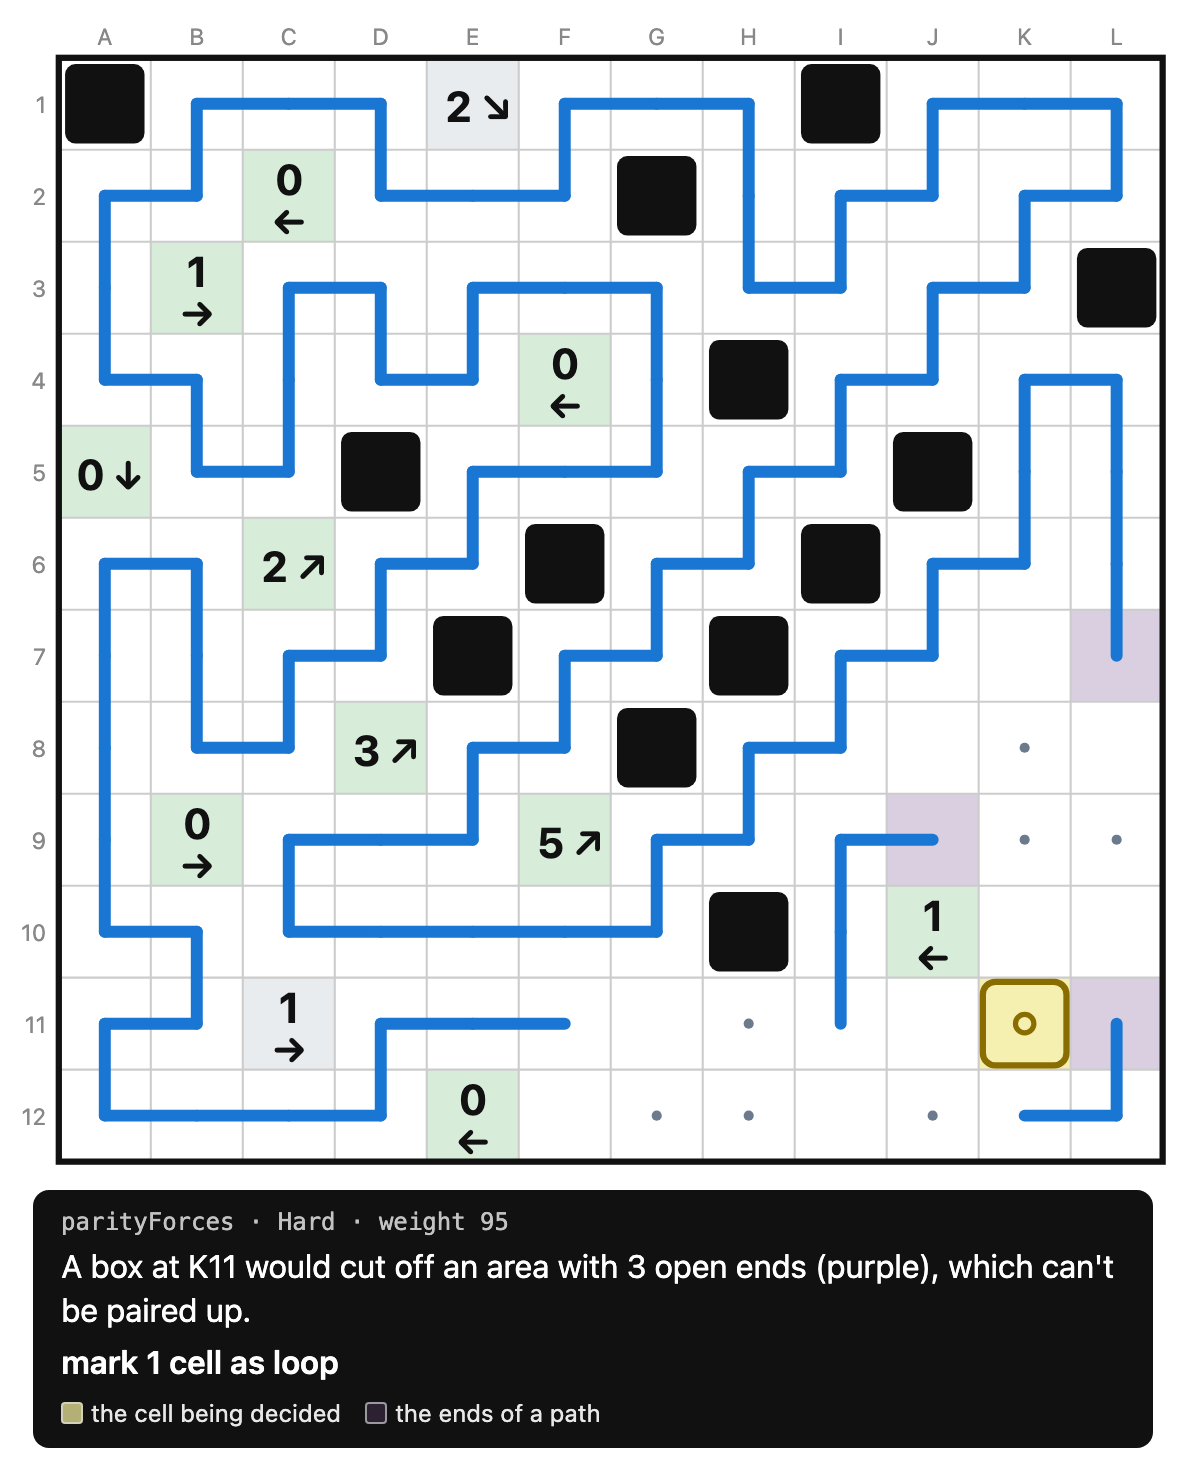 A B C D E F G H I J K L
1 2 ↘
2 0 ←
3 1 →
4 0 ←
5 0 ↓
6 2 ↗
7
8 3 ↗
9 0 → 5 ↗
10 1 ←
11 1 →
12 0 ←
parityForces · Hard · weight 95
A box at K11 would cut off an area with 3 open ends (purple), which can't
be paired up.
mark 1 cell as loop
the cell being decided the ends of a path